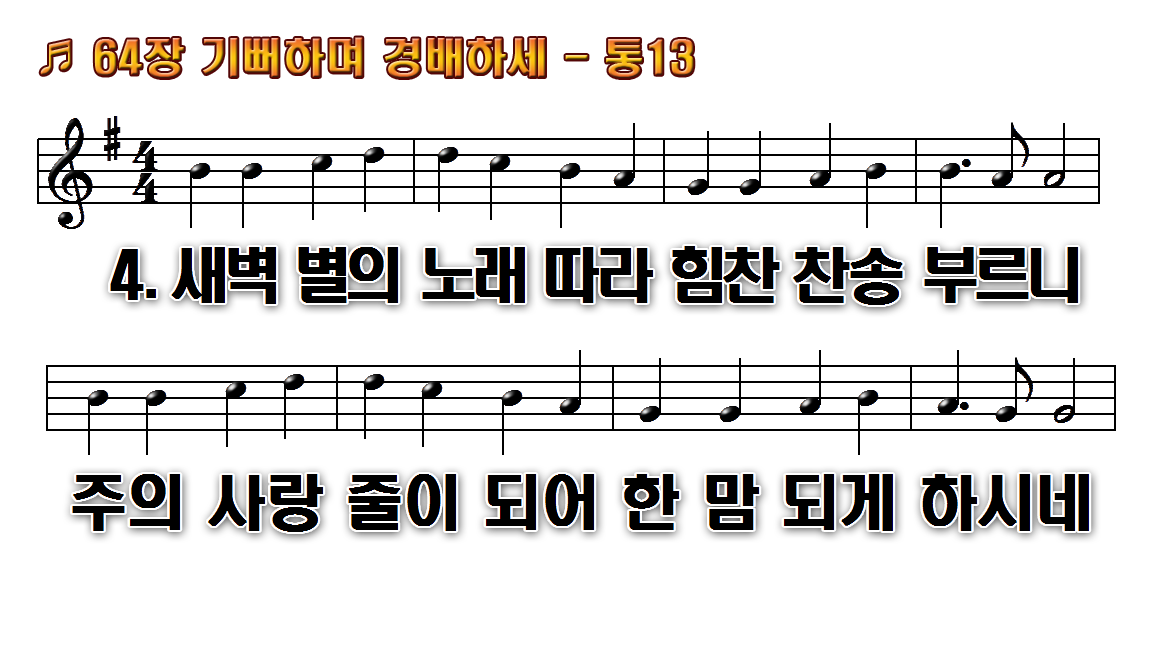 ♬ 64장 기뻐하며 경배하세 - 통13
4. 새벽 별의 노래 따라 힘찬 찬송 부르니
주의 사랑 줄이 되어 한 맘 되게 하시네